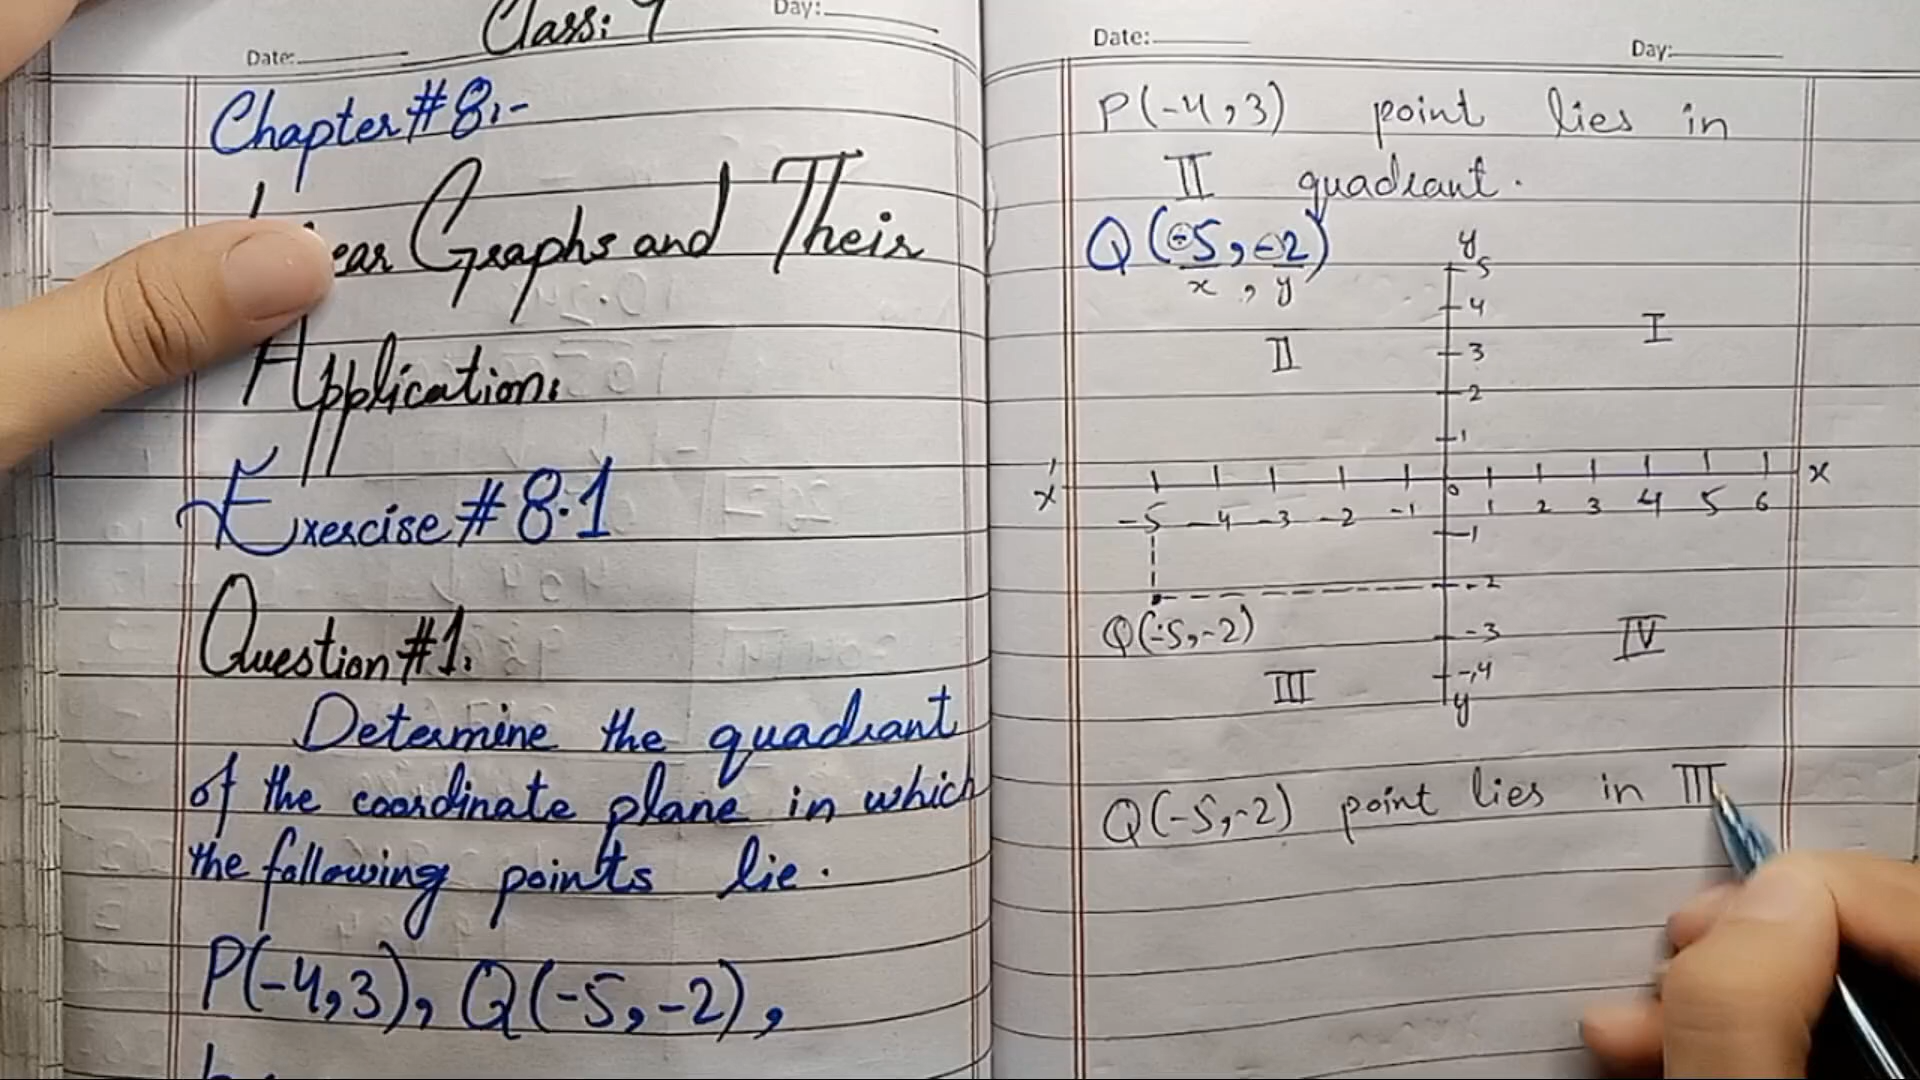 Class: 9
Day:
Date:
Chapter # 8:-
Graphs and Their
Application.
Exercise # 8.1
Question #1.
Determine the quadrant
of the coordinate plane in which
the following points lie.
P(-4,3), Q(-5,-2),
Date:
Day:
P(-4,3) point lies in
II quadrant.
Q(-5,-2)
x , y
y
5
4
I
II
3
2
1
x' x
-5 -4 -3 -2 -1 0 1 2 3 4 5 6
-1
-2
Q(-5,-2)
-3
IV
III
-4
y
Q(-5,-2) point lies in III